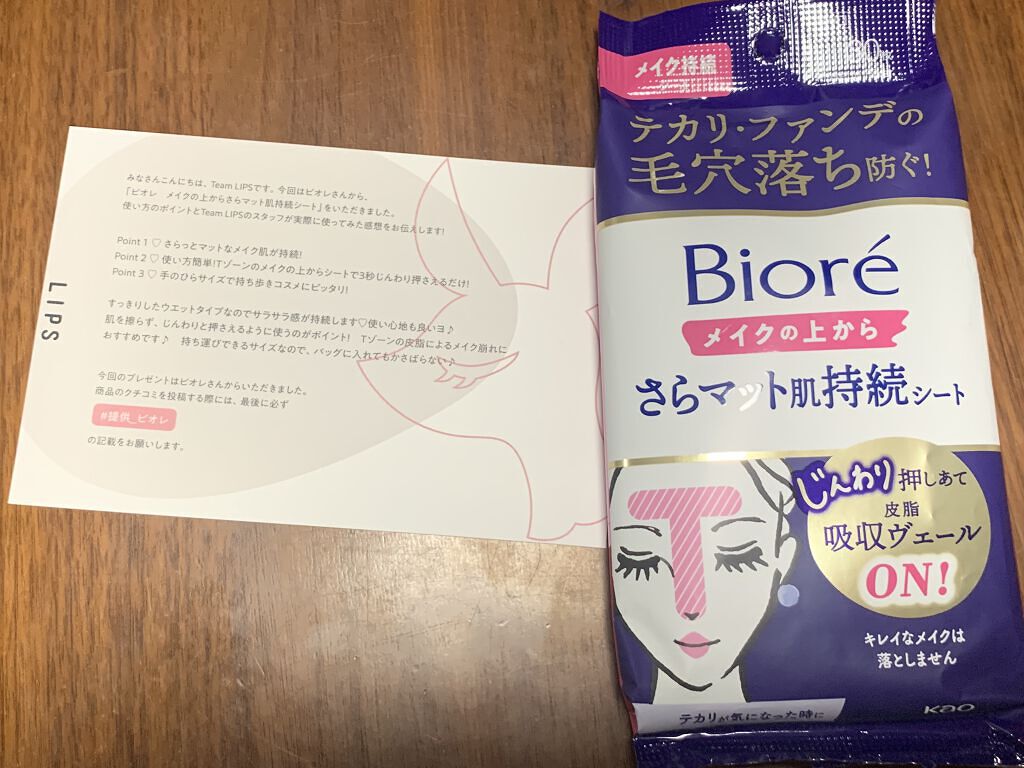 みなさんこんにちは、Team LIPSです。今回はビオレさんから、
「ビオレ　メイクの上からさらマット肌持続シート」をいただきました。
使い方のポイントとTeam LIPSのスタッフが実際に使ってみた感想をお伝えします!
Point 1 ♡ さらっとマットなメイク肌が持続!
Point 2 ♡ 使い方簡単!Tゾーンのメイクの上からシートで3秒じんわり押さえるだけ!
Point 3 ♡ 手のひらサイズで持ち歩きコスメにピッタリ!
すっきりしたウエットタイプなのでサラサラ感が持続します♡使い心地も良いヨ♪
肌を擦らず、じんわりと押さえるように使うのがポイント!　Tゾーンの皮脂によるメイク崩れに
おすすめです♪　持ち運びできるサイズなので、バッグに入れてもかさばらない♪
今回のプレゼントはビオレさんからいただきました。
商品のクチコミを投稿する際には、最後に必ず
#提供_ビオレ
の記載をお願いします。
LIPS
メイク持続
テカリ・ファンデの
毛穴落ち防ぐ!
Bioré
メイクの上から
さらマット肌持続シート
じんわり押しあて
皮脂
吸収ヴェール
ON!
T
キレイなメイクは
落としません
Kao
テカリが気になった時に